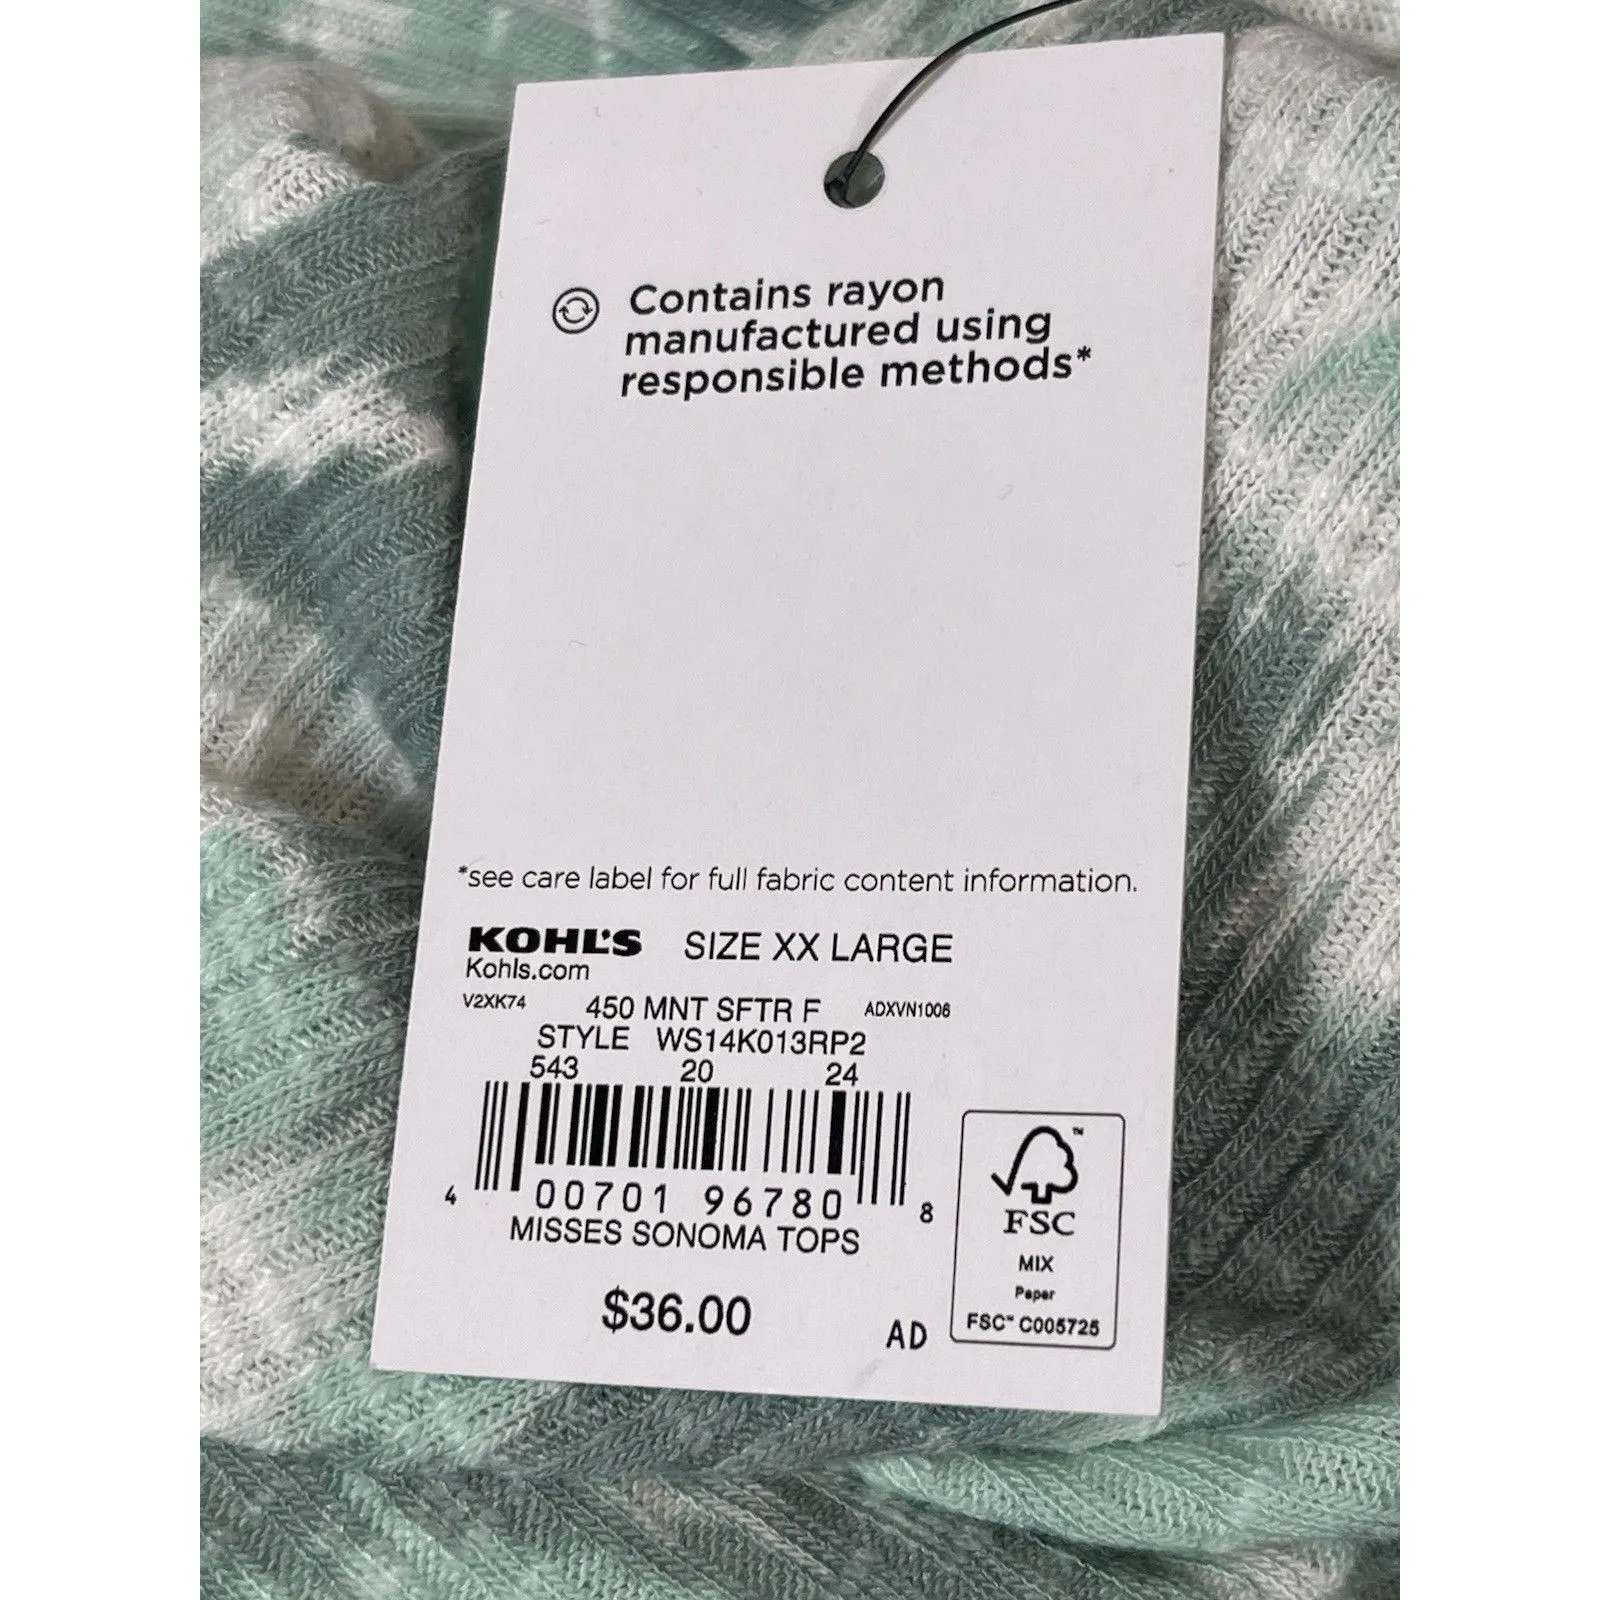 Contains rayon
manufactured using
responsible methods*
*see care label for full fabric content information.
KOHL'S SIZE XX LARGE
Kohls.com
V2XK74 450 MNT SFTR F ADXVN1006
STYLE WS14K013RP2
543 20 24
4 00701 96780 8
MISSES SONOMA TOPS
$36.00
AD
FSC
MIX
Paper
FSC™ C005725